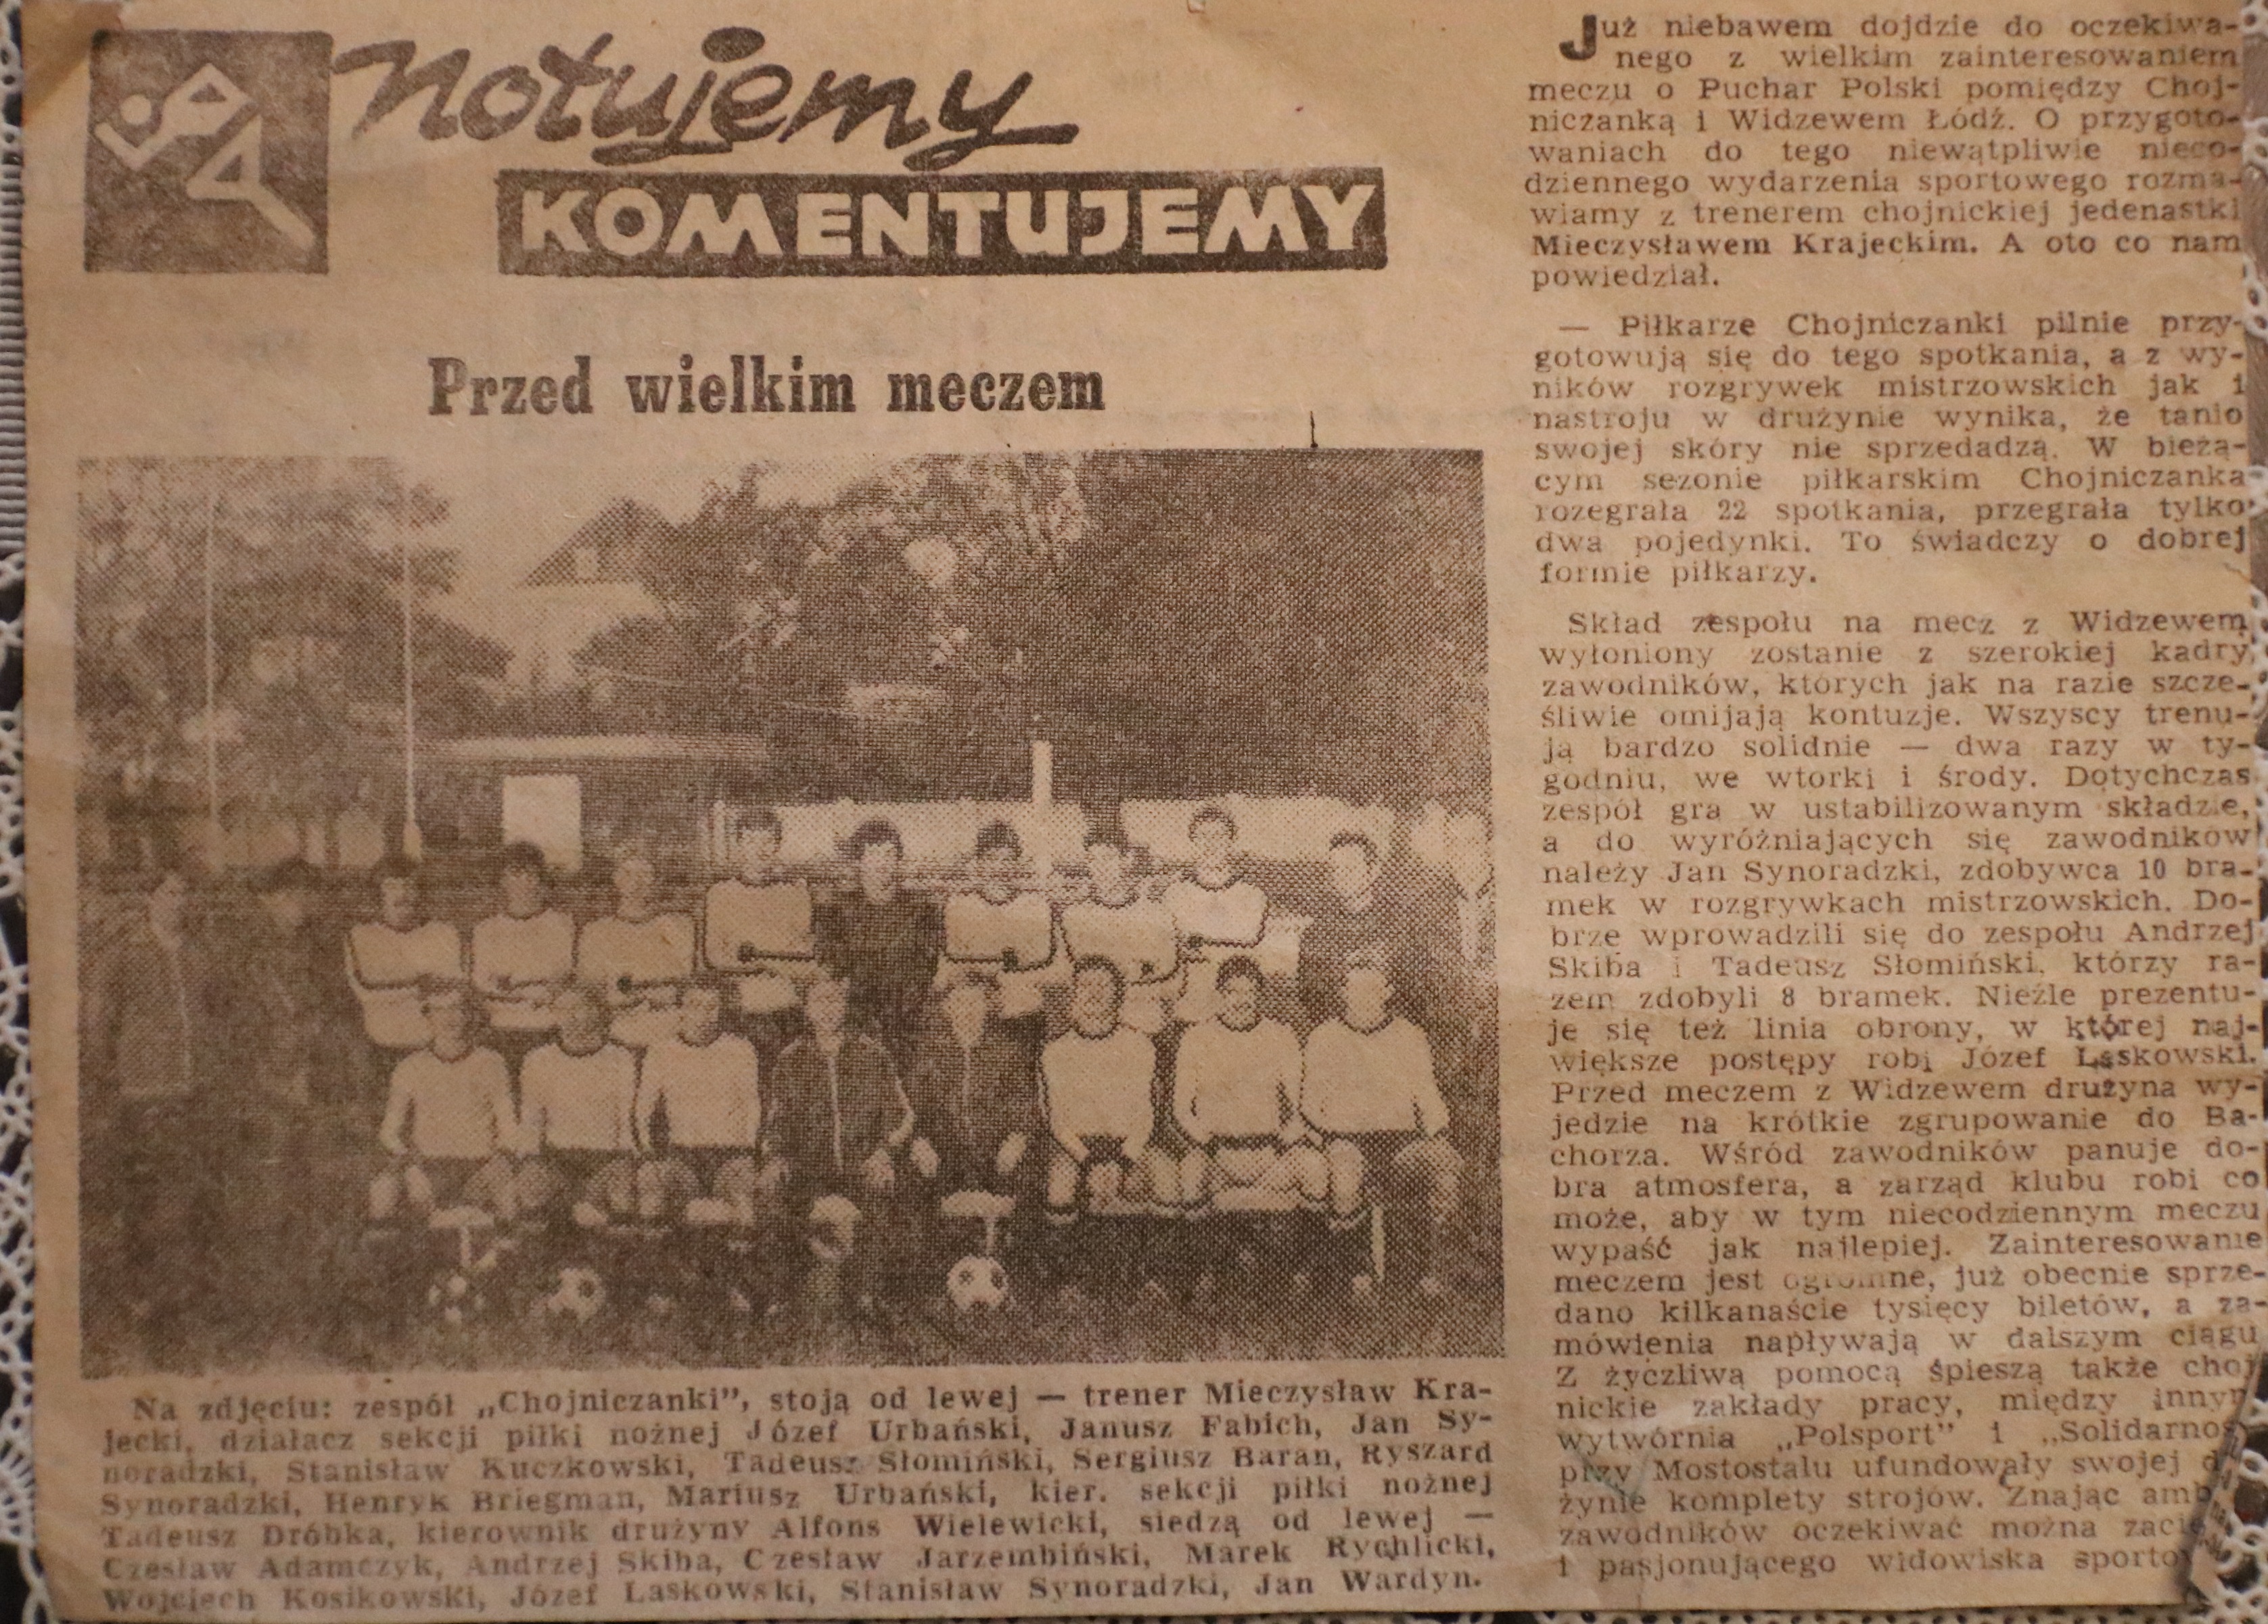 Notujemy
KOMENTUJEMY
Przed wielkim meczem
Na zdjęciu: zespół „Chojniczanki”, stoją od lewej — trener Mieczysław Kra-
jecki, działacz sekcji piłki nożnej Józef Urbański, Janusz Fabich, Jan Sy-
noradzki, Stanisław Kuczkowski, Tadeusz Słomiński, Sergiusz Baran, Ryszard
Synoradzki, Henryk Briegman, Mariusz Urbański, kier. sekcji piłki nożnej
Tadeusz Dróbka, kierownik drużyny Alfons Wielewicki, siedzą od lewej —
Czesław Adamczyk, Andrzej Skiba, Czesław Jarzembiński, Marek Rychlicki,
Wojciech Kosikowski, Józef Laskowski, Stanisław Synoradzki, Jan Wardyn.
Już niebawem dojdzie do oczekiwa-
nego z wielkim zainteresowaniem
meczu o Puchar Polski pomiędzy Choj-
niczanką i Widzewem Łódź. O przygoto-
waniach do tego niewątpliwie nieco-
dziennego wydarzenia sportowego rozma-
wiamy z trenerem chojnickiej jedenastki
Mieczysławem Krajeckim. A oto co nam
powiedział.
— Piłkarze Chojniczanki pilnie przy-
gotowują się do tego spotkania, a z wy-
ników rozgrywek mistrzowskich jak i
nastroju w drużynie wynika, że tanio
swojej skóry nie sprzedadzą. W bieżą-
cym sezonie piłkarskim Chojniczanka
rozegrała 22 spotkania, przegrała tylko
dwa pojedynki. To świadczy o dobrej
formie piłkarzy.
Skład zespołu na mecz z Widzewem
wyłoniony zostanie z szerokiej kadry
zawodników, których jak na razie szczę-
śliwie omijają kontuzje. Wszyscy trenu-
ją bardzo solidnie — dwa razy w ty-
godniu, we wtorki i środy. Dotychczas
zespół gra w ustabilizowanym składzie,
a do wyróżniających się zawodników
należy Jan Synoradzki, zdobywca 10 bra-
mek w rozgrywkach mistrzowskich. Do-
brze wprowadzili się do zespołu Andrzej
Skiba i Tadeusz Słomiński, którzy ra-
zem zdobyli 8 bramek. Nieźle prezentu-
je się też linia obrony, w której naj-
większe postępy robi Józef Laskowski.
Przed meczem z Widzewem drużyna wy-
jedzie na krótkie zgrupowanie do Ba-
chorza. Wśród zawodników panuje do-
bra atmosfera, a zarząd klubu robi co
może, aby w tym niecodziennym meczu
wypaść jak najlepiej. Zainteresowanie
meczem jest ogromne, już obecnie sprze-
dano kilkanaście tysięcy biletów, a za-
mówienia napływają w dalszym ciągu
Z życzliwą pomocą śpieszą także choj
nickie zakłady pracy, między innym
wytwórnia „Polsport” i „Solidarnoś
przy Mostostalu ufundowały swojej d
żynie komplety strojów. Znając amb
zawodników oczekiwać można zacię
i pasjonującego widowiska sporto